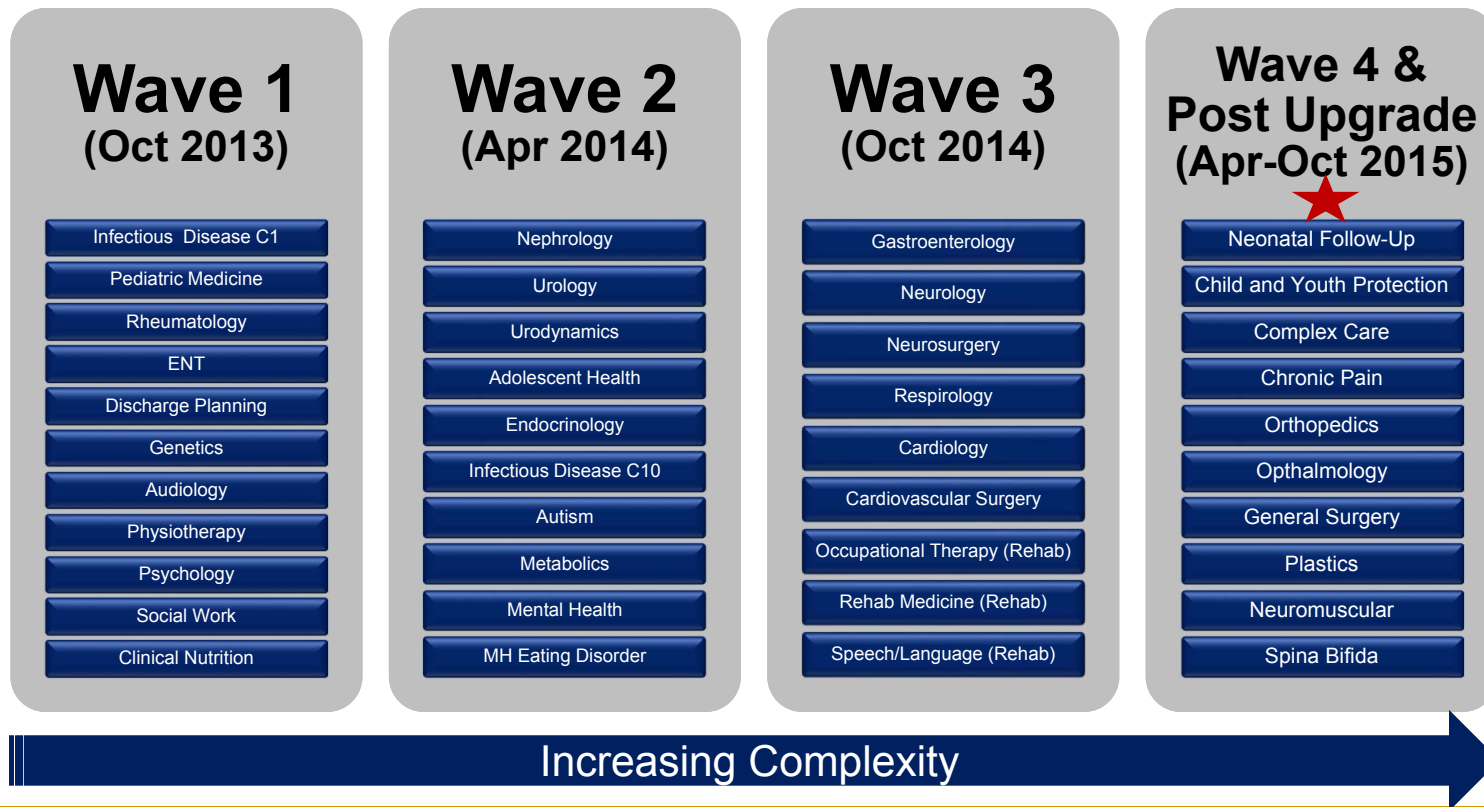 Wave 1
(Oct 2013)
Infectious Disease C1
Pediatric Medicine
Rheumatology
ENT
Discharge Planning
Genetics
Audiology
Physiotherapy
Psychology
Social Work
Clinical Nutrition
Wave 2
(Apr 2014)
Nephrology
Urology
Urodynamics
Adolescent Health
Endocrinology
Infectious Disease C10
Autism
Metabolics
Mental Health
MH Eating Disorder
Wave 3
(Oct 2014)
Gastroenterology
Neurology
Neurosurgery
Respirology
Cardiology
Cardiovascular Surgery
Occupational Therapy (Rehab)
Rehab Medicine (Rehab)
Speech/Language (Rehab)
Wave 4 &
Post Upgrade
(Apr-Oct 2015)
Neonatal Follow-Up
Child and Youth Protection
Complex Care
Chronic Pain
Orthopedics
Opthalmology
General Surgery
Plastics
Neuromuscular
Spina Bifida
Increasing Complexity